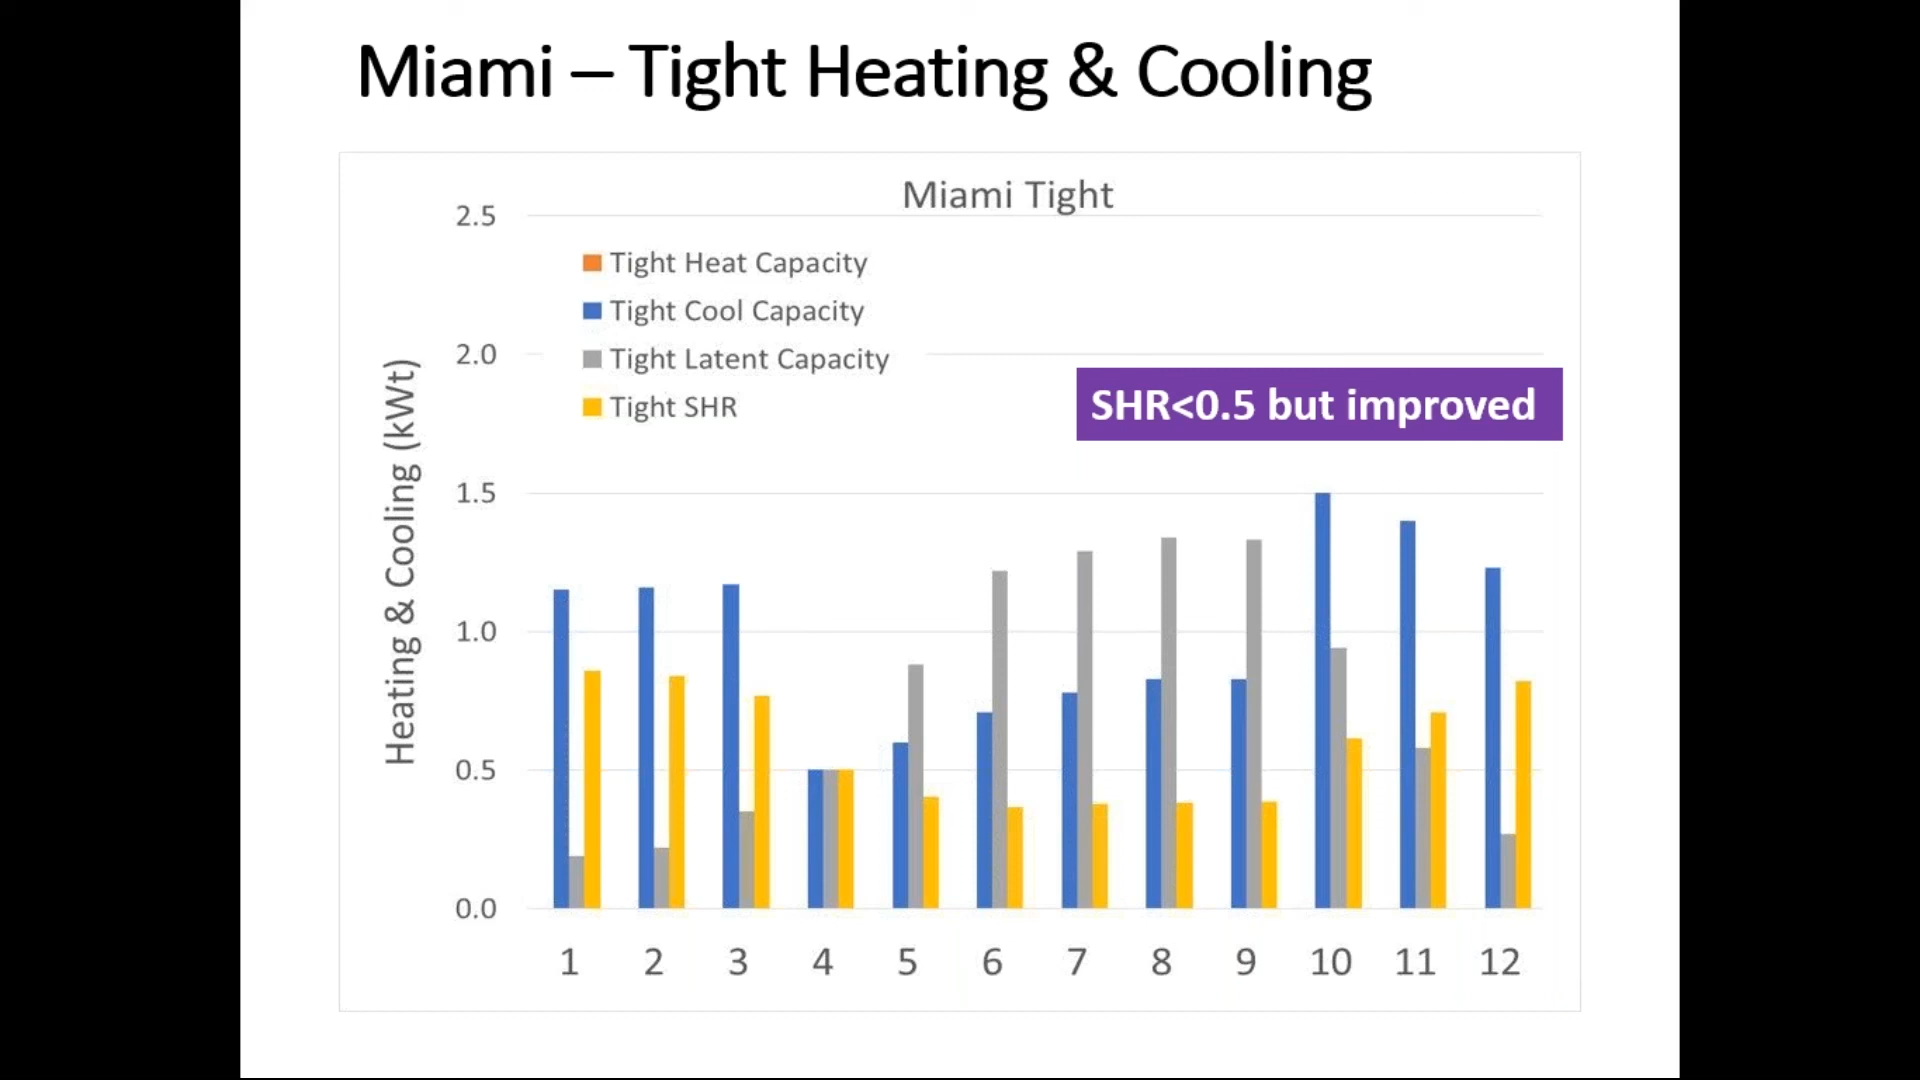 Miami – Tight Heating & Cooling
Miami Tight
2.5
Tight Heat Capacity
Tight Cool Capacity
2.0
Tight Latent Capacity
Tight SHR
SHR<0.5 but improved
Heating & Cooling (kWt)
1.5
1.0
0.5
0.0
1 2 3 4 5 6 7 8 9 10 11 12